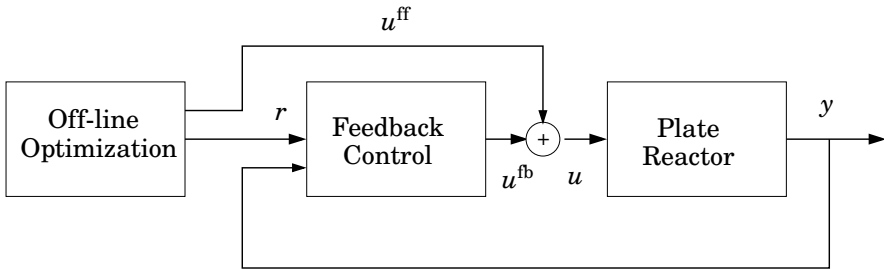 u^ff
Off-line
Optimization
r
Feedback
Control
+
u^fb
u
Plate
Reactor
y